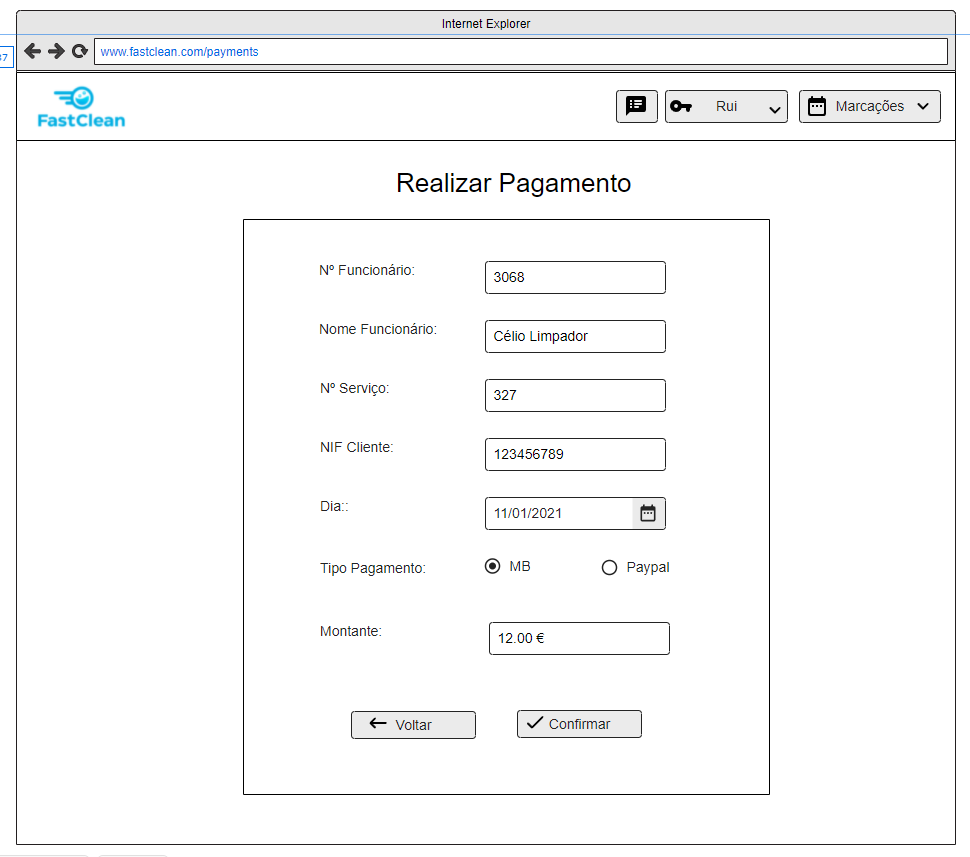 Internet Explorer
37
www.fastclean.com/payments
FastClean
Rui
Marcações
Realizar Pagamento
Nº Funcionário:
3068
Nome Funcionário:
Célio Limpador
Nº Serviço:
327
NIF Cliente:
123456789
Dia::
11/01/2021
Tipo Pagamento:
MB
Paypal
Montante:
12.00 €
Voltar
Confirmar